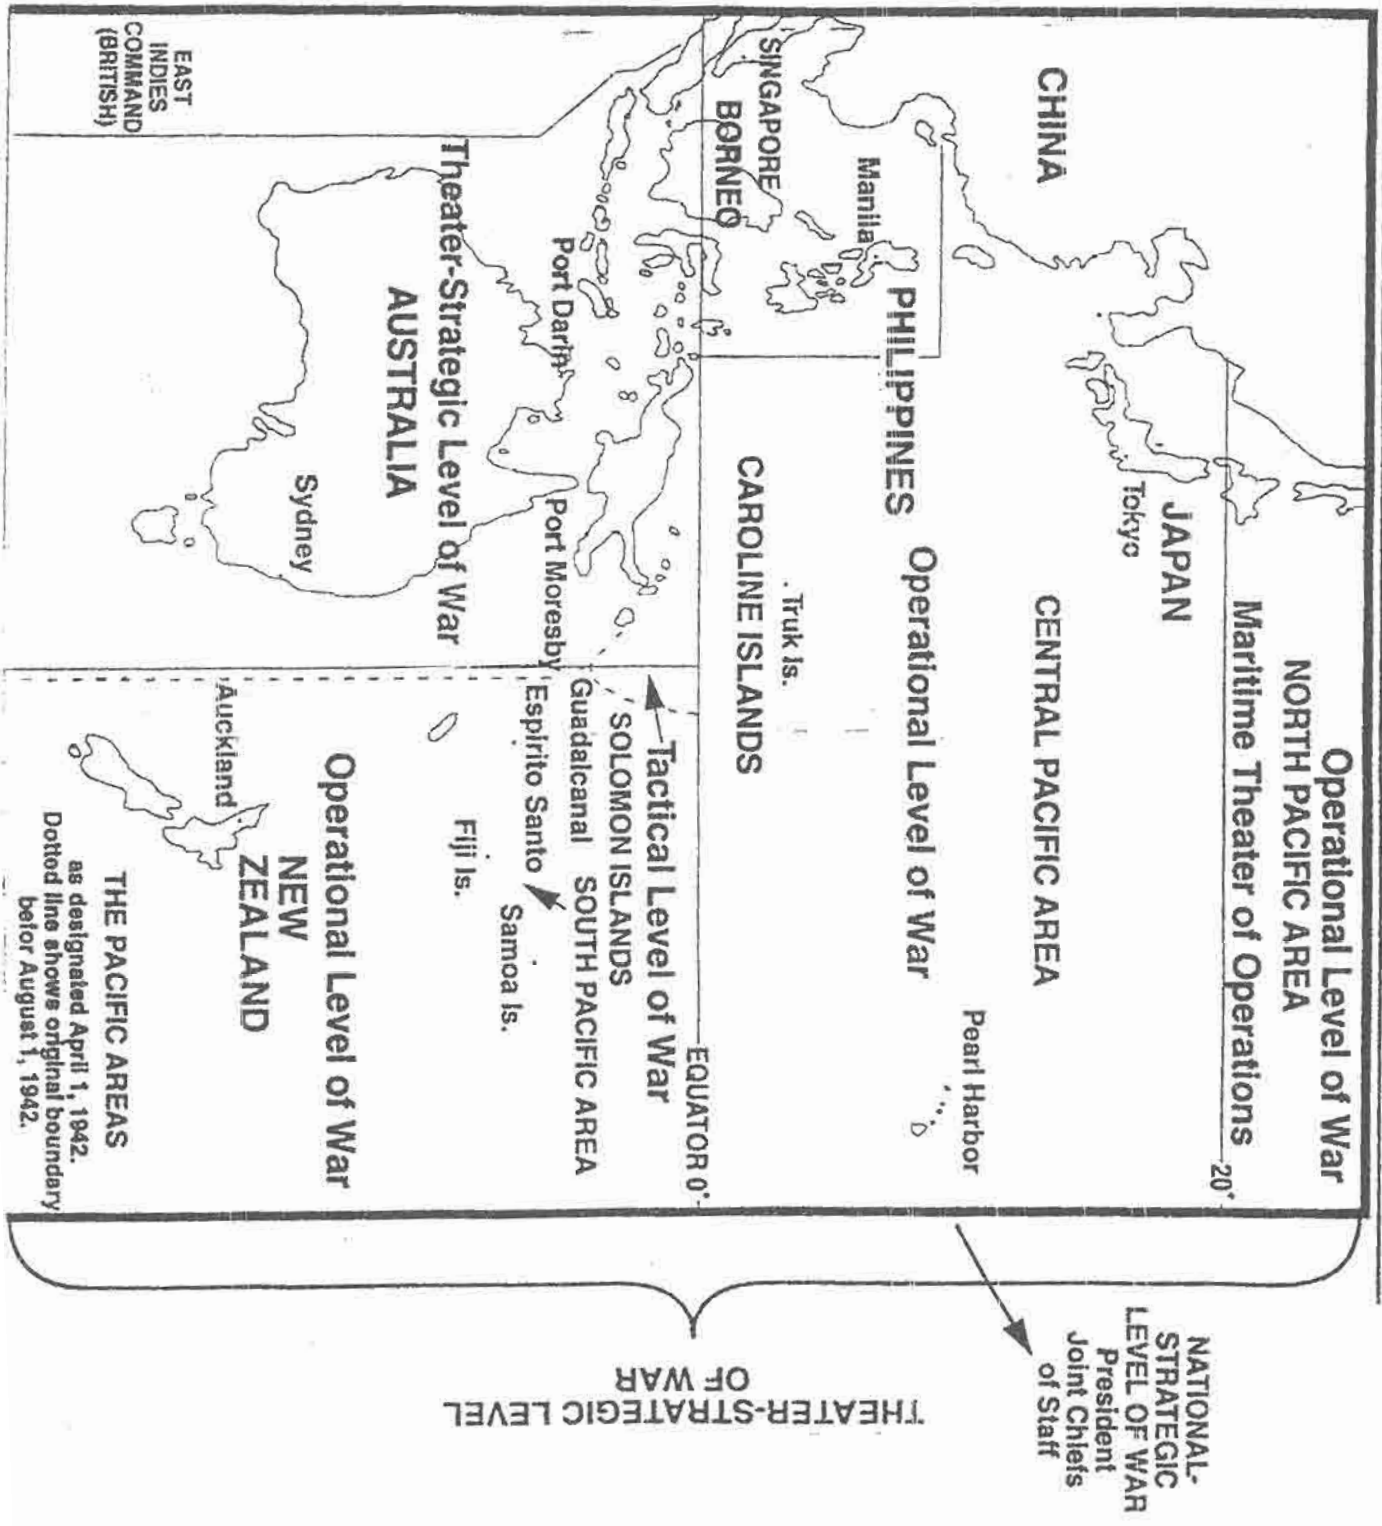 Operational Level of War
NORTH PACIFIC AREA
Maritime Theater of Operations
20°
CHINA
JAPAN
Tokyo
CENTRAL PACIFIC AREA
Pearl Harbor
Manila
PHILIPPINES
Operational Level of War
SINGAPORE
BORNEO
Truk Is.
CAROLINE ISLANDS
EQUATOR 0°
Tactical Level of War
SOLOMON ISLANDS
Guadalcanal
SOUTH PACIFIC AREA
Port Darin
Port Moresby
Espirito Santo
Samoa Is.
Fiji Is.
Theater-Strategic Level of War
AUSTRALIA
Sydney
Operational Level of War
NEW
ZEALAND
Auckland
EAST
INDIES
COMMAND
(BRITISH)
THE PACIFIC AREAS
as designated April 1, 1942.
Dotted line shows original boundary
befor August 1, 1942.
NATIONAL-
STRATEGIC
LEVEL OF WAR
President
Joint Chiefs
of Staff
THEATER-STRATEGIC LEVEL
OF WAR